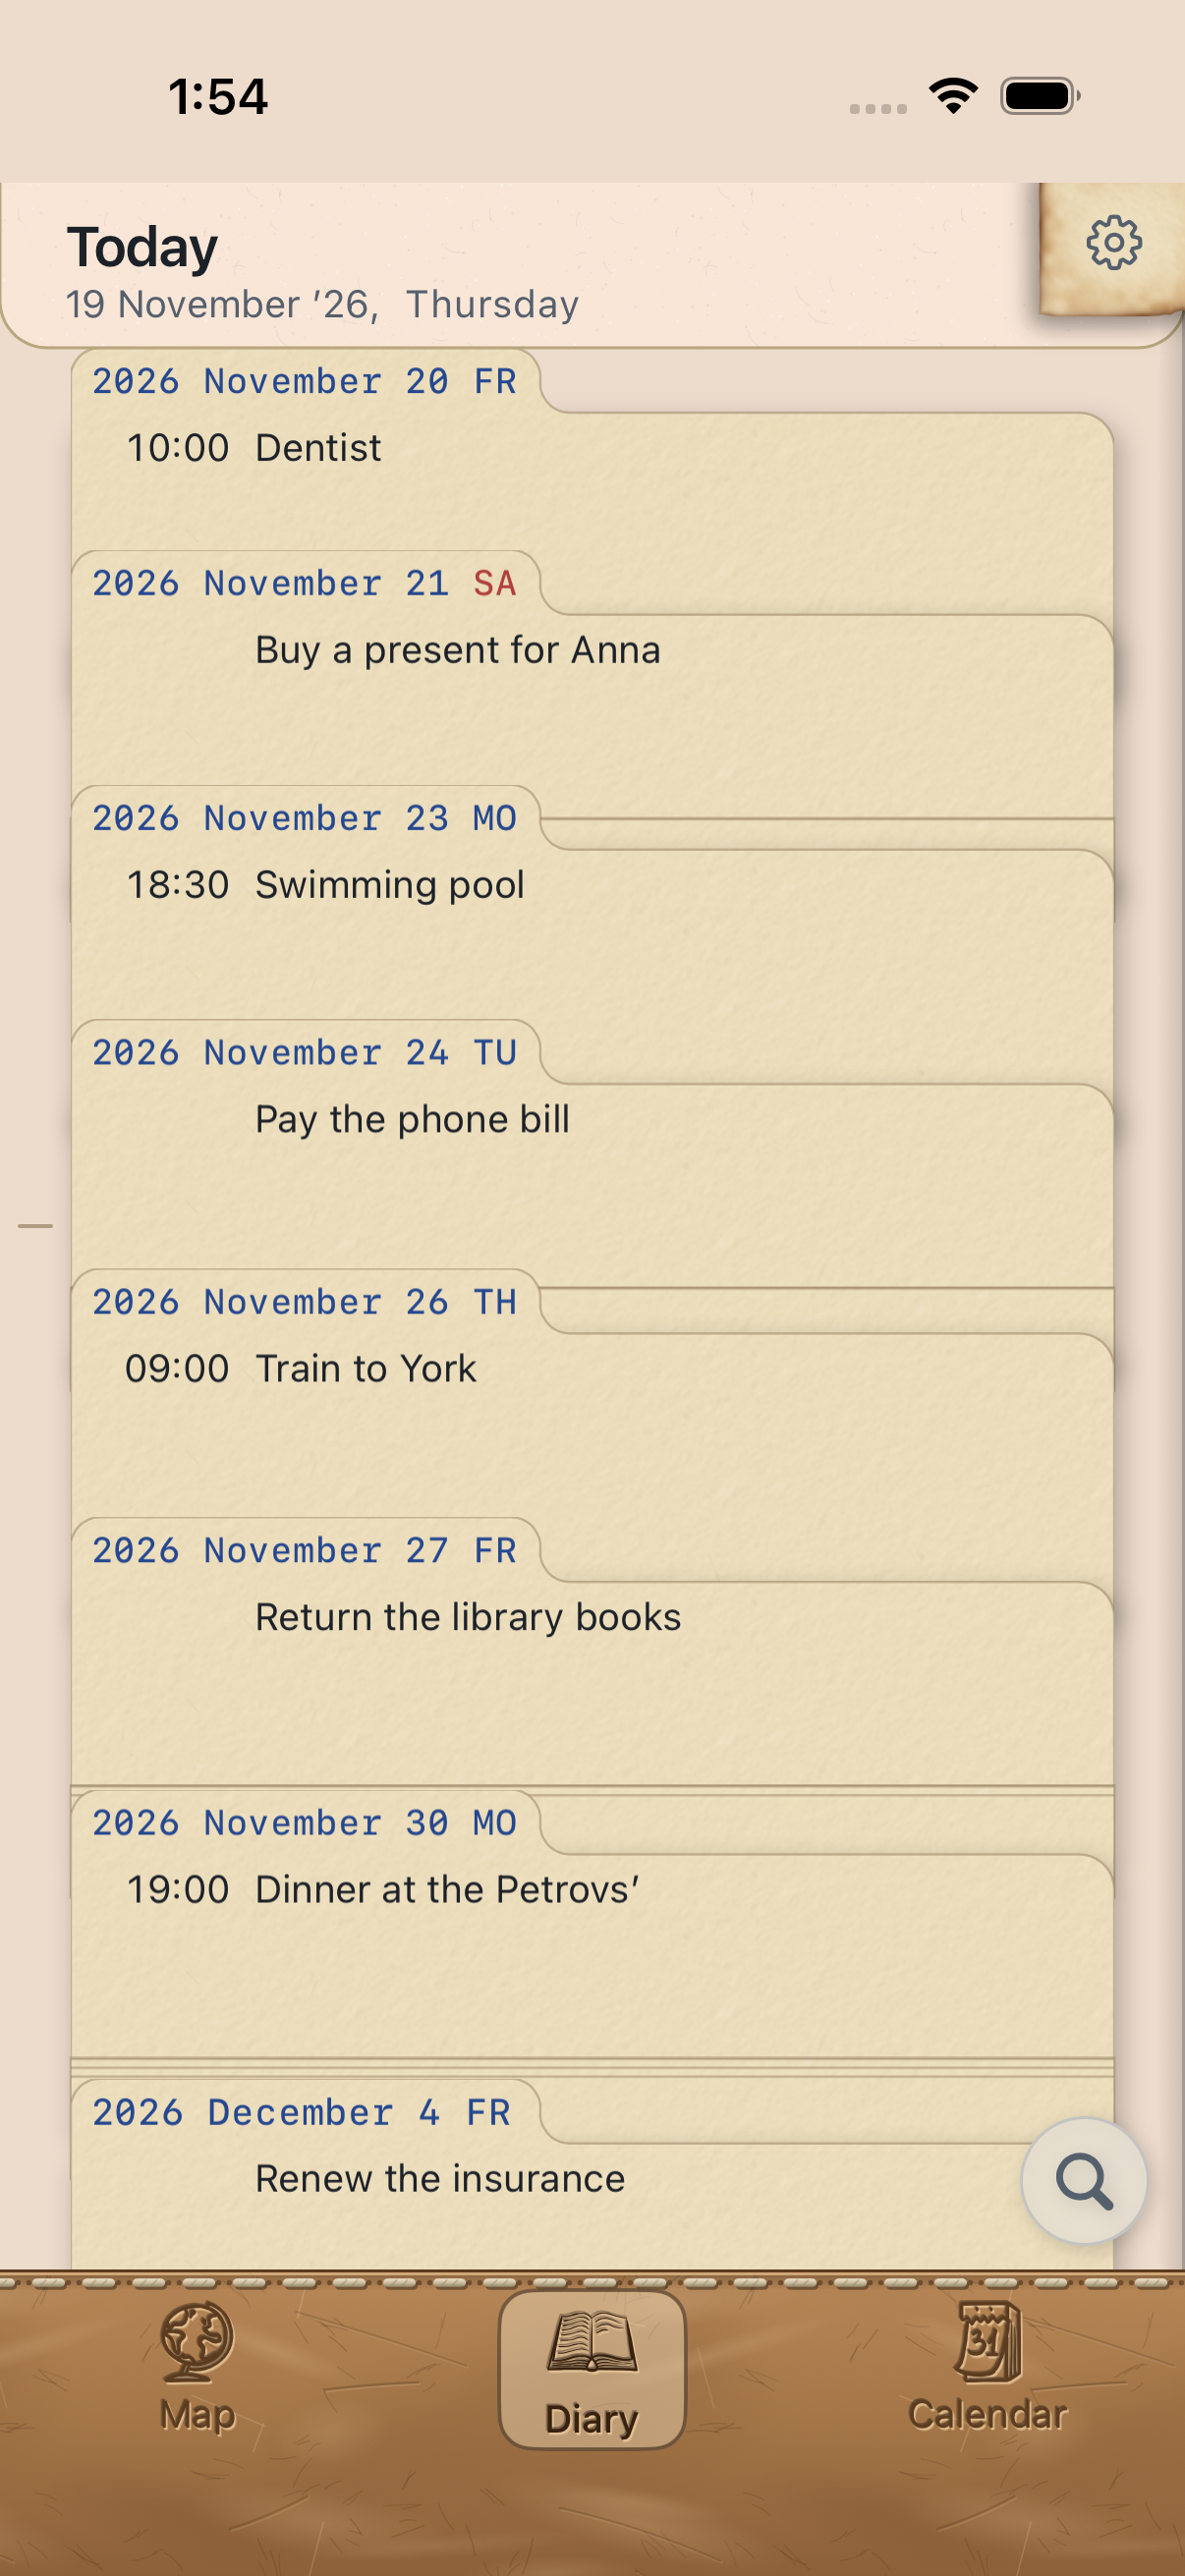 1:54
Today
19 November ’26, Thursday
2026 November 20 FR
10:00 Dentist
2026 November 21 SA
Buy a present for Anna
2026 November 23 MO
18:30 Swimming pool
2026 November 24 TU
Pay the phone bill
2026 November 26 TH
09:00 Train to York
2026 November 27 FR
Return the library books
2026 November 30 MO
19:00 Dinner at the Petrovs’
2026 December 4 FR
Renew the insurance
31
Map Diary Calendar